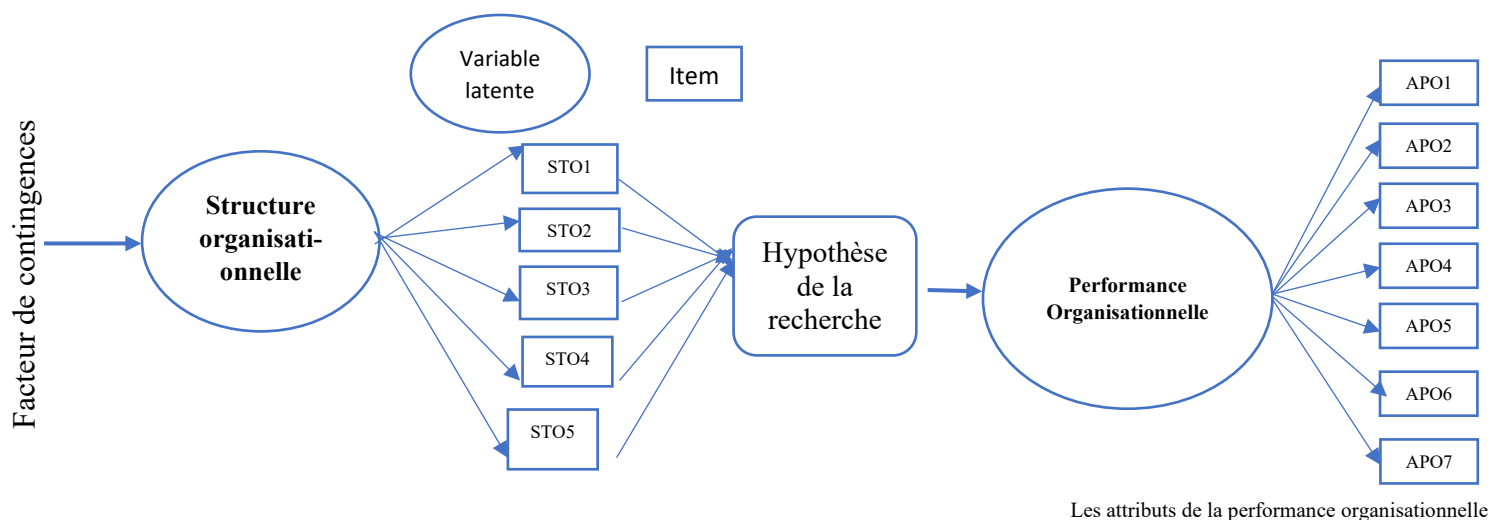 Facteur de contingences
Variable
latente
Item
Structure
organisati-
onnelle
STO1
STO2
STO3
STO4
STO5
Hypothèse
de la
recherche
Performance
Organisationnelle
APO1
APO2
APO3
APO4
APO5
APO6
APO7
Les attributs de la performance organisationnelle